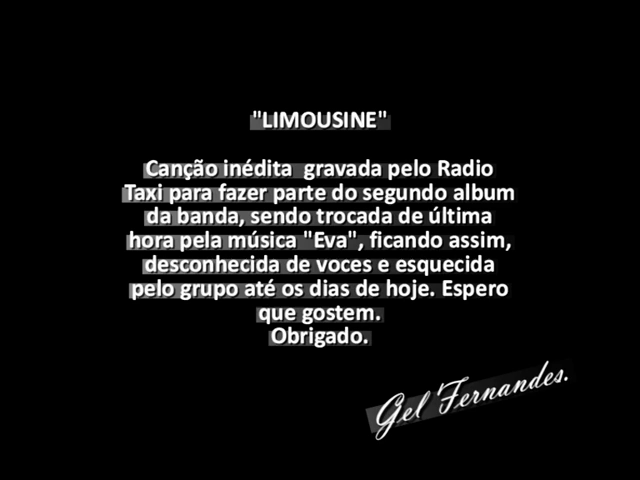 "LIMOUSINE"
Canção inédita  gravada pelo Radio
Taxi para fazer parte do segundo album
da banda, sendo trocada de última
hora pela música "Eva", ficando assim,
desconhecida de voces e esquecida
pelo grupo até os dias de hoje. Espero
que gostem.
Obrigado.
Gel Fernandes.